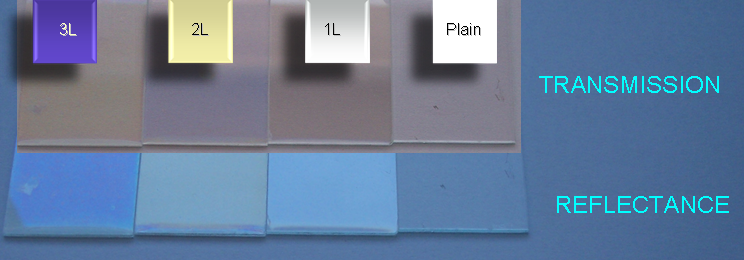 3L 2L 1L Plain
TRANSMISSION
REFLECTANCE